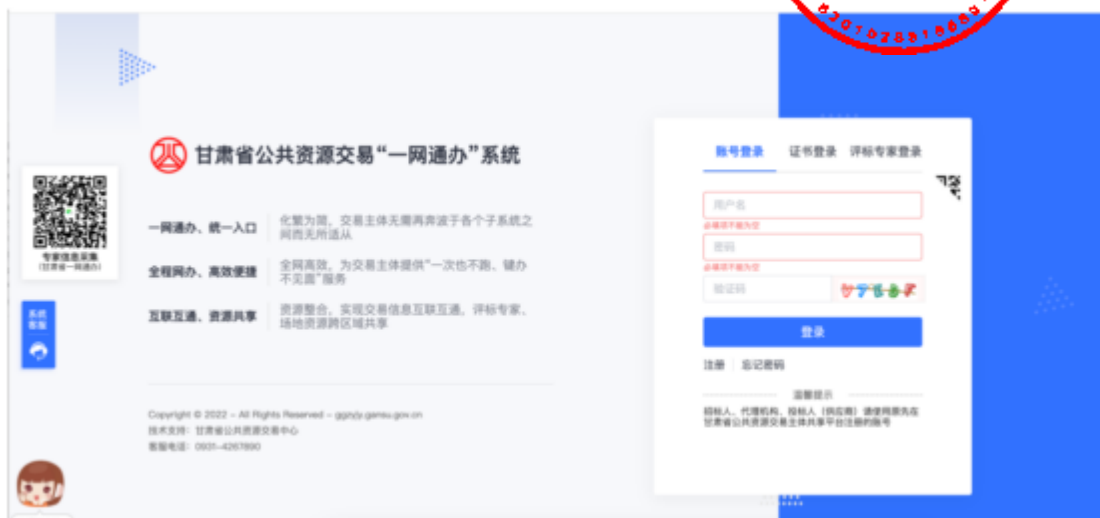 甘肃省公共资源交易“一网通办”系统
专家信息采集
(甘肃省一网通办)
系统
客服
一网通办、统一入口
化繁为简，交易主体无需再奔波于各个子系统之
间而无所适从
全程网办、高效便捷
全网高效，为交易主体提供“一次也不跑、键办
不见面”服务
互联互通、资源共享
资源整合，实现交易信息互联互通，评标专家、
场地资源跨区域共享
Copyright © 2022 - All Rights Reserved - ggzyjy.gansu.gov.cn
技术支持：甘肃省公共资源交易中心
客服电话：0931-4267890
账号登录 证书登录 评标专家登录
用户名
必填项不能为空
密码
必填项不能为空
验证码
登录
注册 忘记密码
温馨提示
招标人、代理机构、投标人（供应商）请使用原先在
甘肃省公共资源交易主体共享平台注册的账号